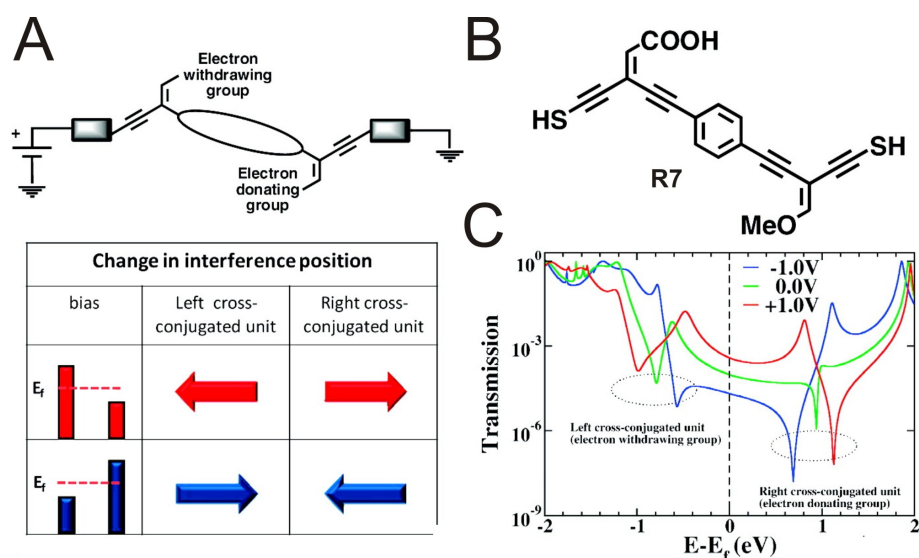 A
Electron
withdrawing
group
+
Electron
donating
group
Change in interference position
bias
Left cross-
conjugated unit
Right cross-
conjugated unit
Ef
Ef
B
COOH
HS
SH
R7
MeO
C
Transmission
10^0
10^-3
10^-6
10^-9
-1.0V
0.0V
+1.0V
Left cross-conjugated unit
(electron withdrawing group)
Right cross-conjugated unit
(electron donating group)
-2
-1
0
1
2
E-Ef (eV)